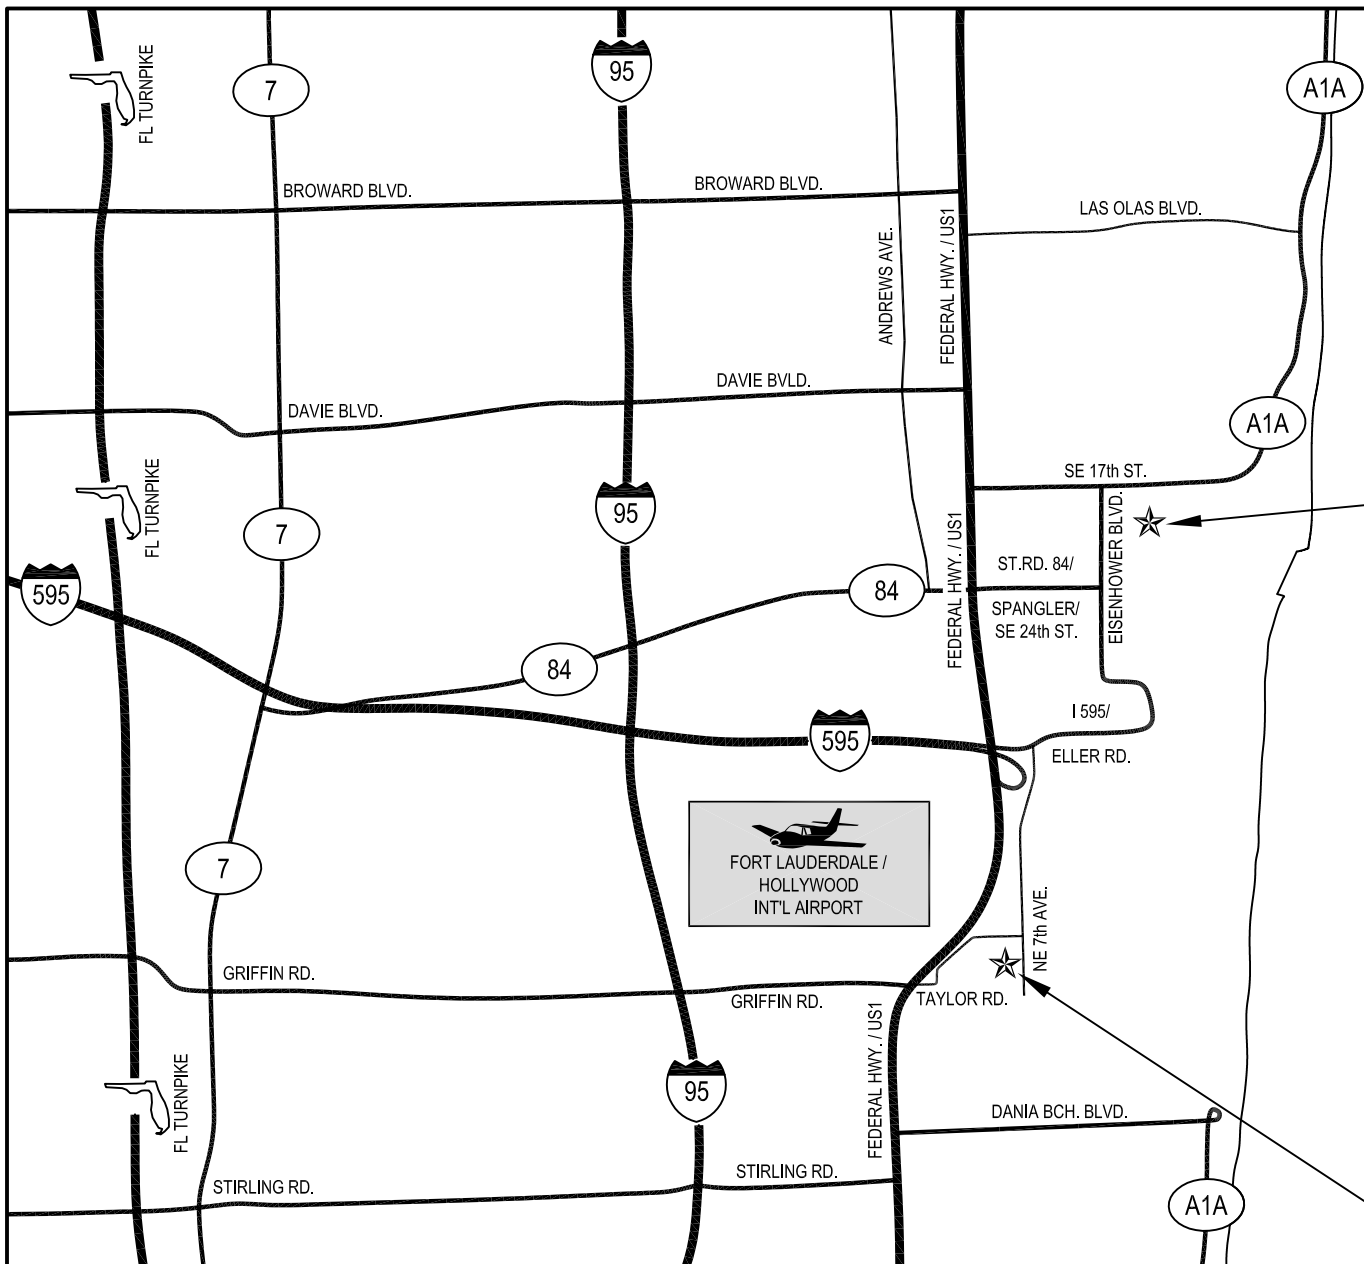 FL TURNPIKE
7
95
A1A
BROWARD BLVD.
BROWARD BLVD.
LAS OLAS BLVD.
ANDREWS AVE.
FEDERAL HWY. / US1
DAVIE BVLD.
DAVIE BLVD.
A1A
SE 17th ST.
FL TURNPIKE
7
95
EISENHOWER BLVD.
FEDERAL HWY. / US1
ST.RD. 84/
595
84
SPANGLER/
SE 24th ST.
84
I 595/
595
ELLER RD.
7
FORT LAUDERDALE /
HOLLYWOOD
INT'L AIRPORT
NE 7th AVE.
GRIFFIN RD.
GRIFFIN RD.
TAYLOR RD.
FEDERAL HWY. / US1
FL TURNPIKE
95
DANIA BCH. BLVD.
STIRLING RD.
STIRLING RD.
A1A